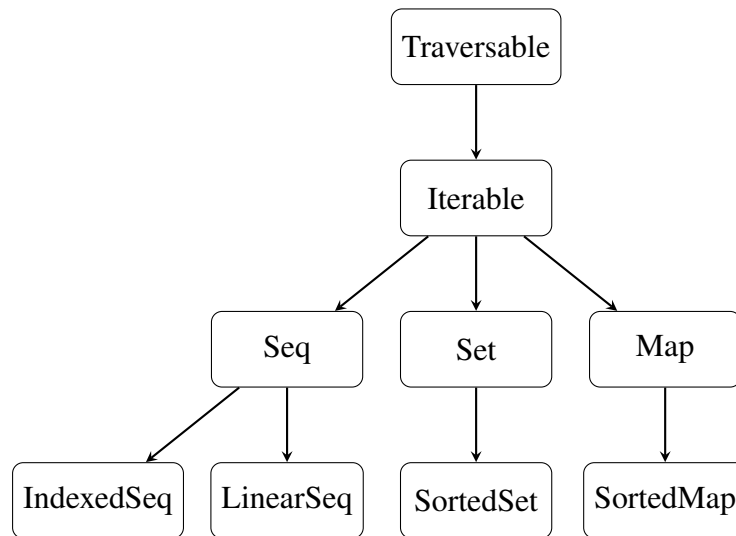 Traversable
Iterable
Seq
Set
Map
IndexedSeq
LinearSeq
SortedSet
SortedMap